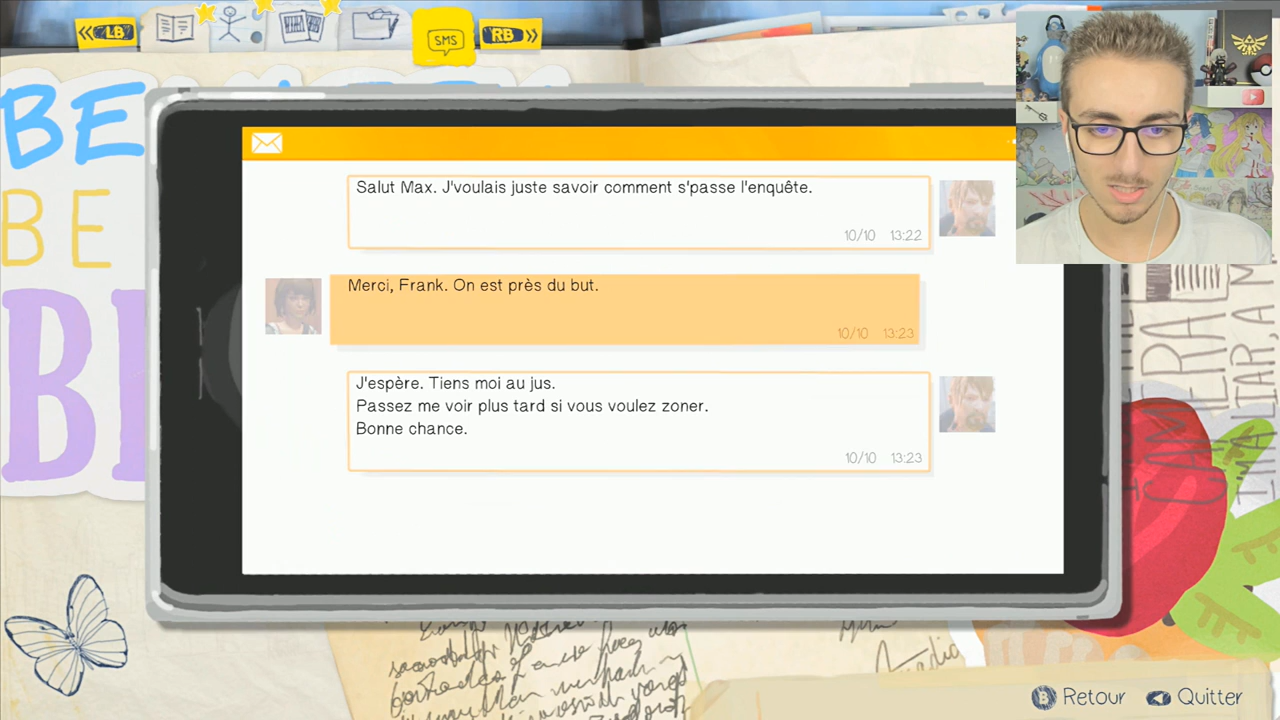 LB
SMS
RB
BE
BE
Salut Max. J'voulais juste savoir comment s'passe l'enquête.
10/10 13:22
Merci, Frank. On est près du but.
10/10 13:23
J'espère. Tiens moi au jus.
Passez me voir plus tard si vous voulez zoner.
Bonne chance.
10/10 13:23
CAMERA
B Retour
Quitter